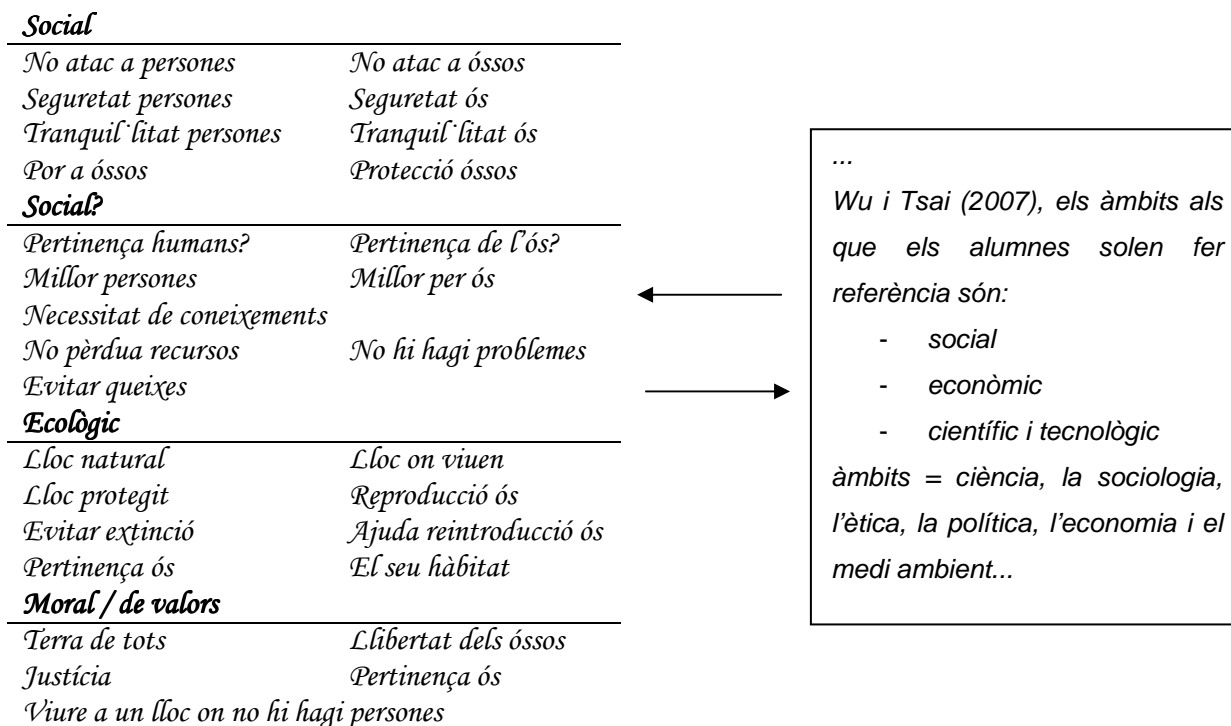 Social
No atac a persones No atac a óssos
Seguretat persones Seguretat ós
Tranquil·litat persones Tranquil·litat ós
Por a óssos Protecció óssos
Social?
Pertinença humans? Pertinença de l'ós?
Millor persones Millor per ós
Necessitat de coneixements
No pèrdua recursos No hi hagi problemes
Evitar queixes
Ecològic
Lloc natural Lloc on viuen
Lloc protegit Reproducció ós
Evitar extinció Ajuda reintroducció ós
Pertinença ós El seu hàbitat
Moral / de valors
Terra de tots Llibertat dels óssos
Justícia Pertinença ós
Viure a un lloc on no hi hagi persones
...
Wu i Tsai (2007), els àmbits als
que els alumnes solen fer
referència són:
- social
- econòmic
- científic i tecnològic
àmbits = ciència, la sociologia,
l'ètica, la política, l'economia i el
medi ambient...